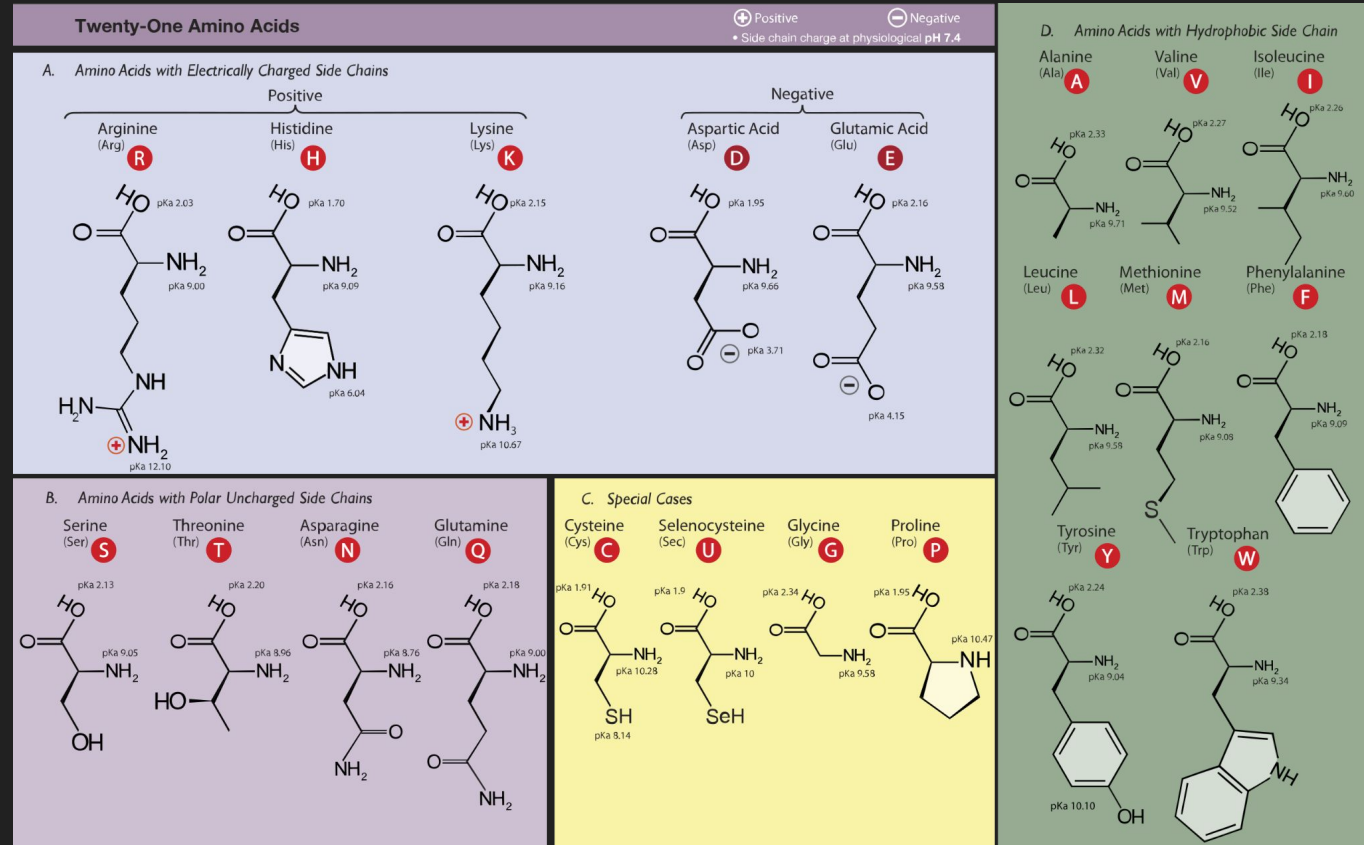 Twenty-One Amino Acids
+ Positive
− Negative
• Side chain charge at physiological pH 7.4
A. Amino Acids with Electrically Charged Side Chains
Positive
Negative
Arginine
(Arg)
R
Histidine
(His)
H
Lysine
(Lys)
K
Aspartic Acid
(Asp)
D
Glutamic Acid
(Glu)
E
HO
pKa 2.03
O
NH2
pKa 9.00
NH
H2N
+
NH2
pKa 12.10
HO
pKa 1.70
O
NH2
pKa 9.09
N
NH
pKa 6.04
HO
pKa 2.15
O
NH2
pKa 9.16
+
NH3
pKa 10.67
HO
pKa 1.95
O
NH2
pKa 9.66
O
O
−
pKa 3.71
HO
pKa 2.16
O
NH2
pKa 9.58
O
−
O
pKa 4.15
B. Amino Acids with Polar Uncharged Side Chains
Serine
(Ser)
S
Threonine
(Thr)
T
Asparagine
(Asn)
N
Glutamine
(Gln)
Q
pKa 2.13
HO
O
pKa 9.05
NH2
OH
pKa 2.20
HO
O
pKa 8.96
NH2
HO
pKa 2.16
HO
O
pKa 8.76
NH2
O
NH2
pKa 2.18
HO
O
pKa 9.00
NH2
O
NH2
C. Special Cases
Cysteine
(Cys)
C
Selenocysteine
(Sec)
U
Glycine
(Gly)
G
Proline
(Pro)
P
pKa 1.91
HO
O
NH2
pKa 10.28
SH
pKa 8.14
pKa 1.9
HO
O
NH2
pKa 10
SeH
pKa 2.34
HO
O
NH2
pKa 9.58
pKa 1.95
HO
O
pKa 10.47
NH
D. Amino Acids with Hydrophobic Side Chain
Alanine
(Ala)
A
Valine
(Val)
V
Isoleucine
(Ile)
I
pKa 2.33
HO
O
NH2
pKa 9.71
pKa 2.27
HO
O
NH2
pKa 9.52
pKa 2.26
HO
O
NH2
pKa 9.60
Leucine
(Leu)
L
Methionine
(Met)
M
Phenylalanine
(Phe)
F
pKa 2.32
HO
O
NH2
pKa 9.58
pKa 2.16
HO
O
NH2
pKa 9.08
S
pKa 2.18
HO
O
NH2
pKa 9.09
Tyrosine
(Tyr)
Y
Tryptophan
(Trp)
W
pKa 2.24
HO
O
NH2
pKa 9.04
pKa 10.10
OH
pKa 2.38
HO
O
NH2
pKa 9.34
NH